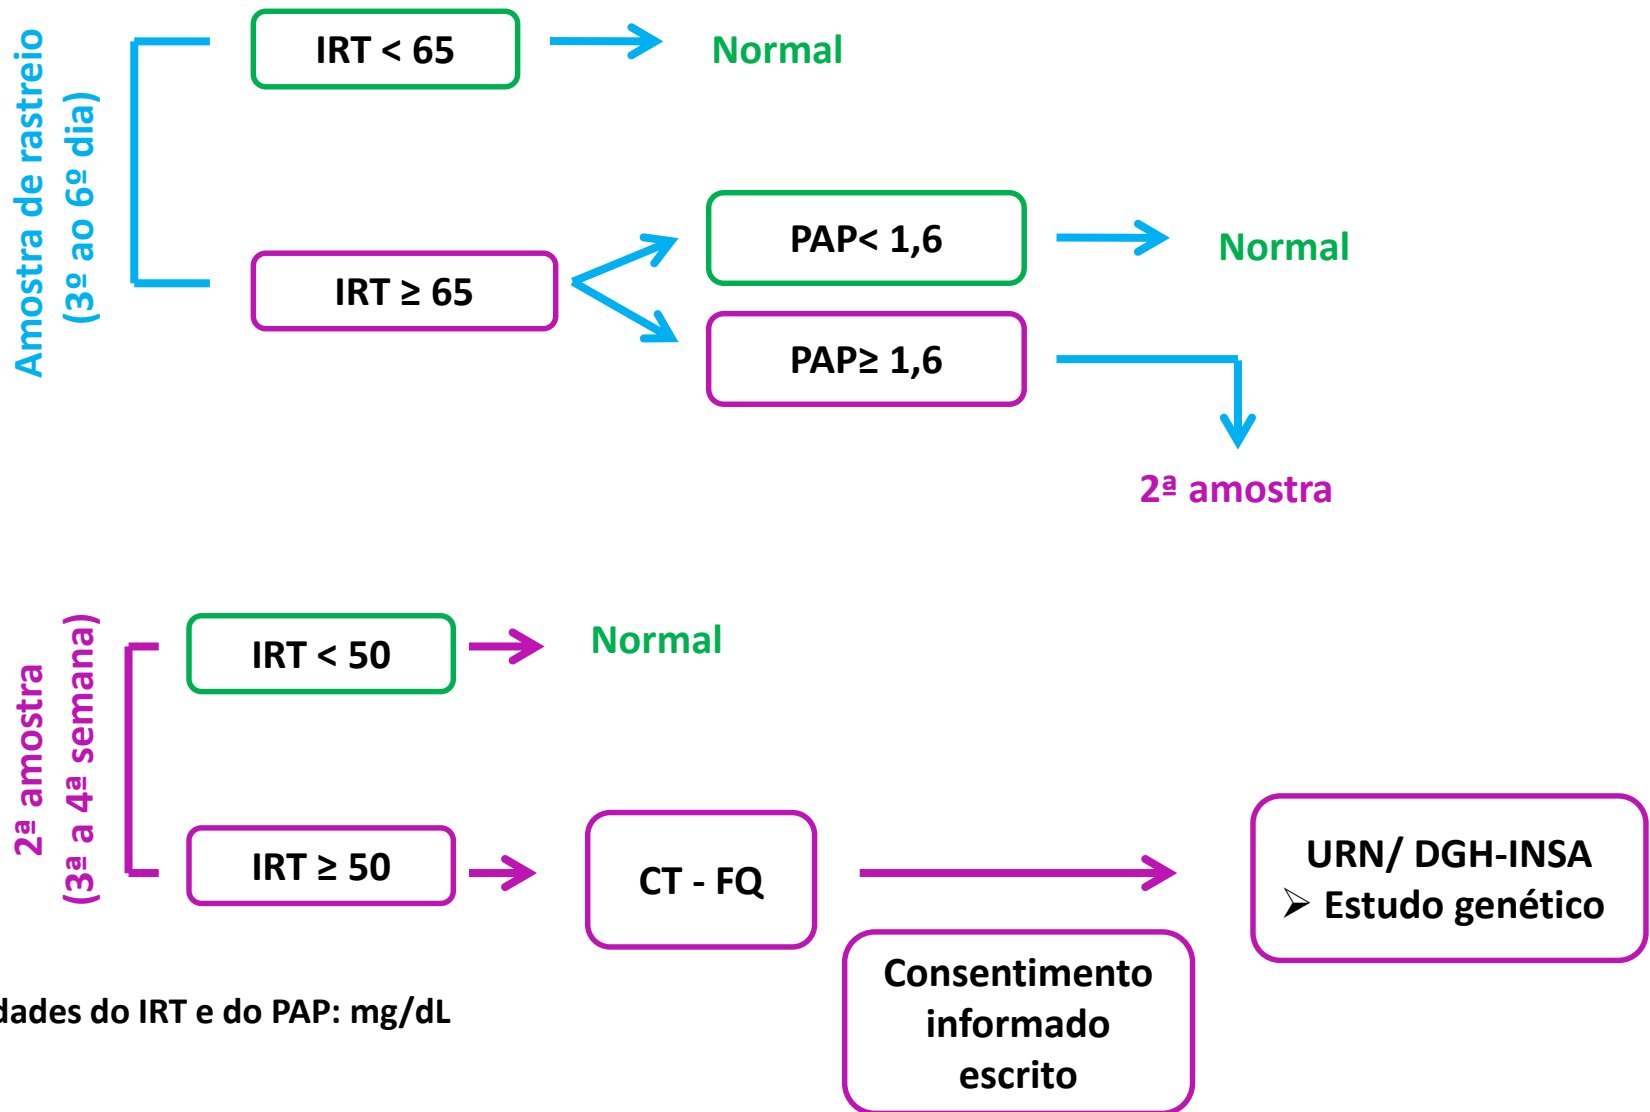 Amostra de rastreio
(3º ao 6º dia)
IRT < 65
Normal
IRT ≥ 65
PAP< 1,6
Normal
PAP≥ 1,6
2ª amostra
2ª amostra
(3ª a 4ª semana)
IRT < 50
Normal
IRT ≥ 50
CT - FQ
URN/ DGH-INSA
➢ Estudo genético
Consentimento
informado
escrito
dades do IRT e do PAP: mg/dL